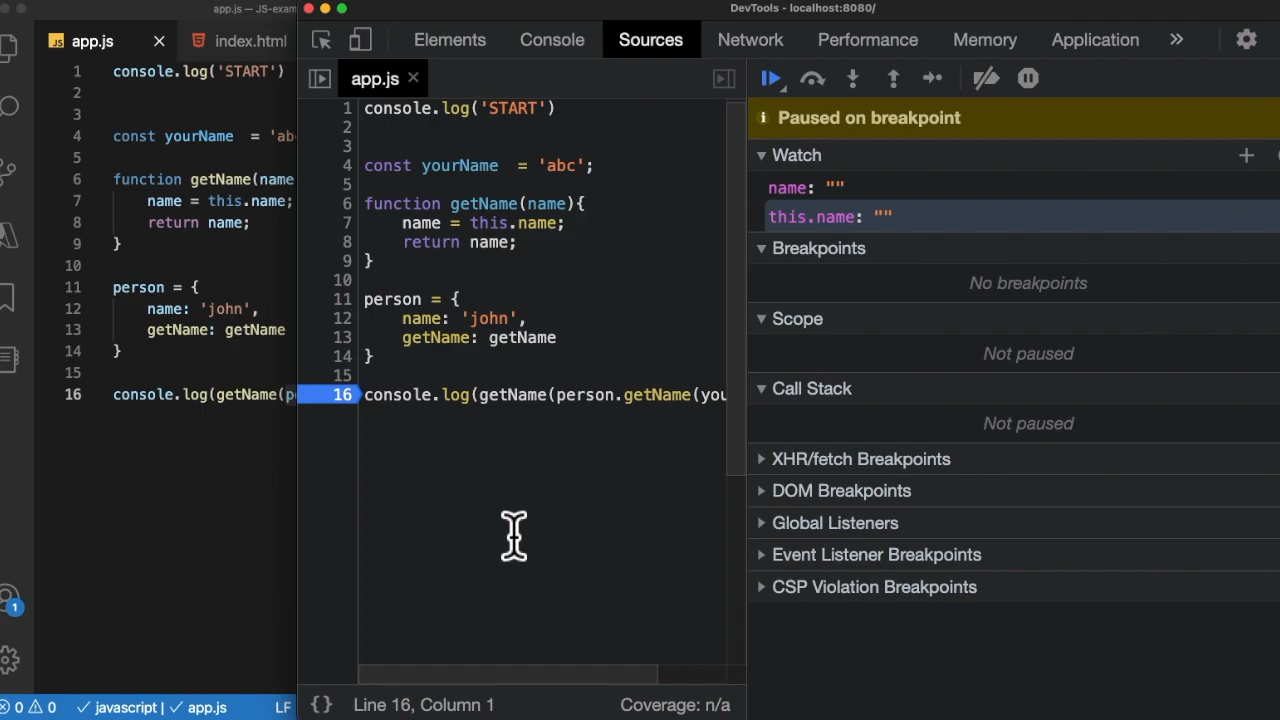 app.js — JS-exam
DevTools - localhost:8080/
app.js
index.html
1 console.log('START')
2
3
4 const yourName = 'ab
5
6 function getName(name
7 name = this.name;
8 return name;
9 }
10
11 person = {
12 name: 'john',
13 getName: getName
14 }
15
16 console.log(getName(pe
1
0 0 javascript | app.js LF
Elements Console Sources Network Performance Memory Application »
app.js
1 console.log('START')
2
3
4 const yourName = 'abc';
5
6 function getName(name){
7 name = this.name;
8 return name;
9 }
10
11 person = {
12 name: 'john',
13 getName: getName
14 }
15
16 console.log(getName(person.getName(you
{} Line 16, Column 1 Coverage: n/a
Paused on breakpoint
Watch
name: ""
this.name: ""
Breakpoints
No breakpoints
Scope
Not paused
Call Stack
Not paused
XHR/fetch Breakpoints
DOM Breakpoints
Global Listeners
Event Listener Breakpoints
CSP Violation Breakpoints